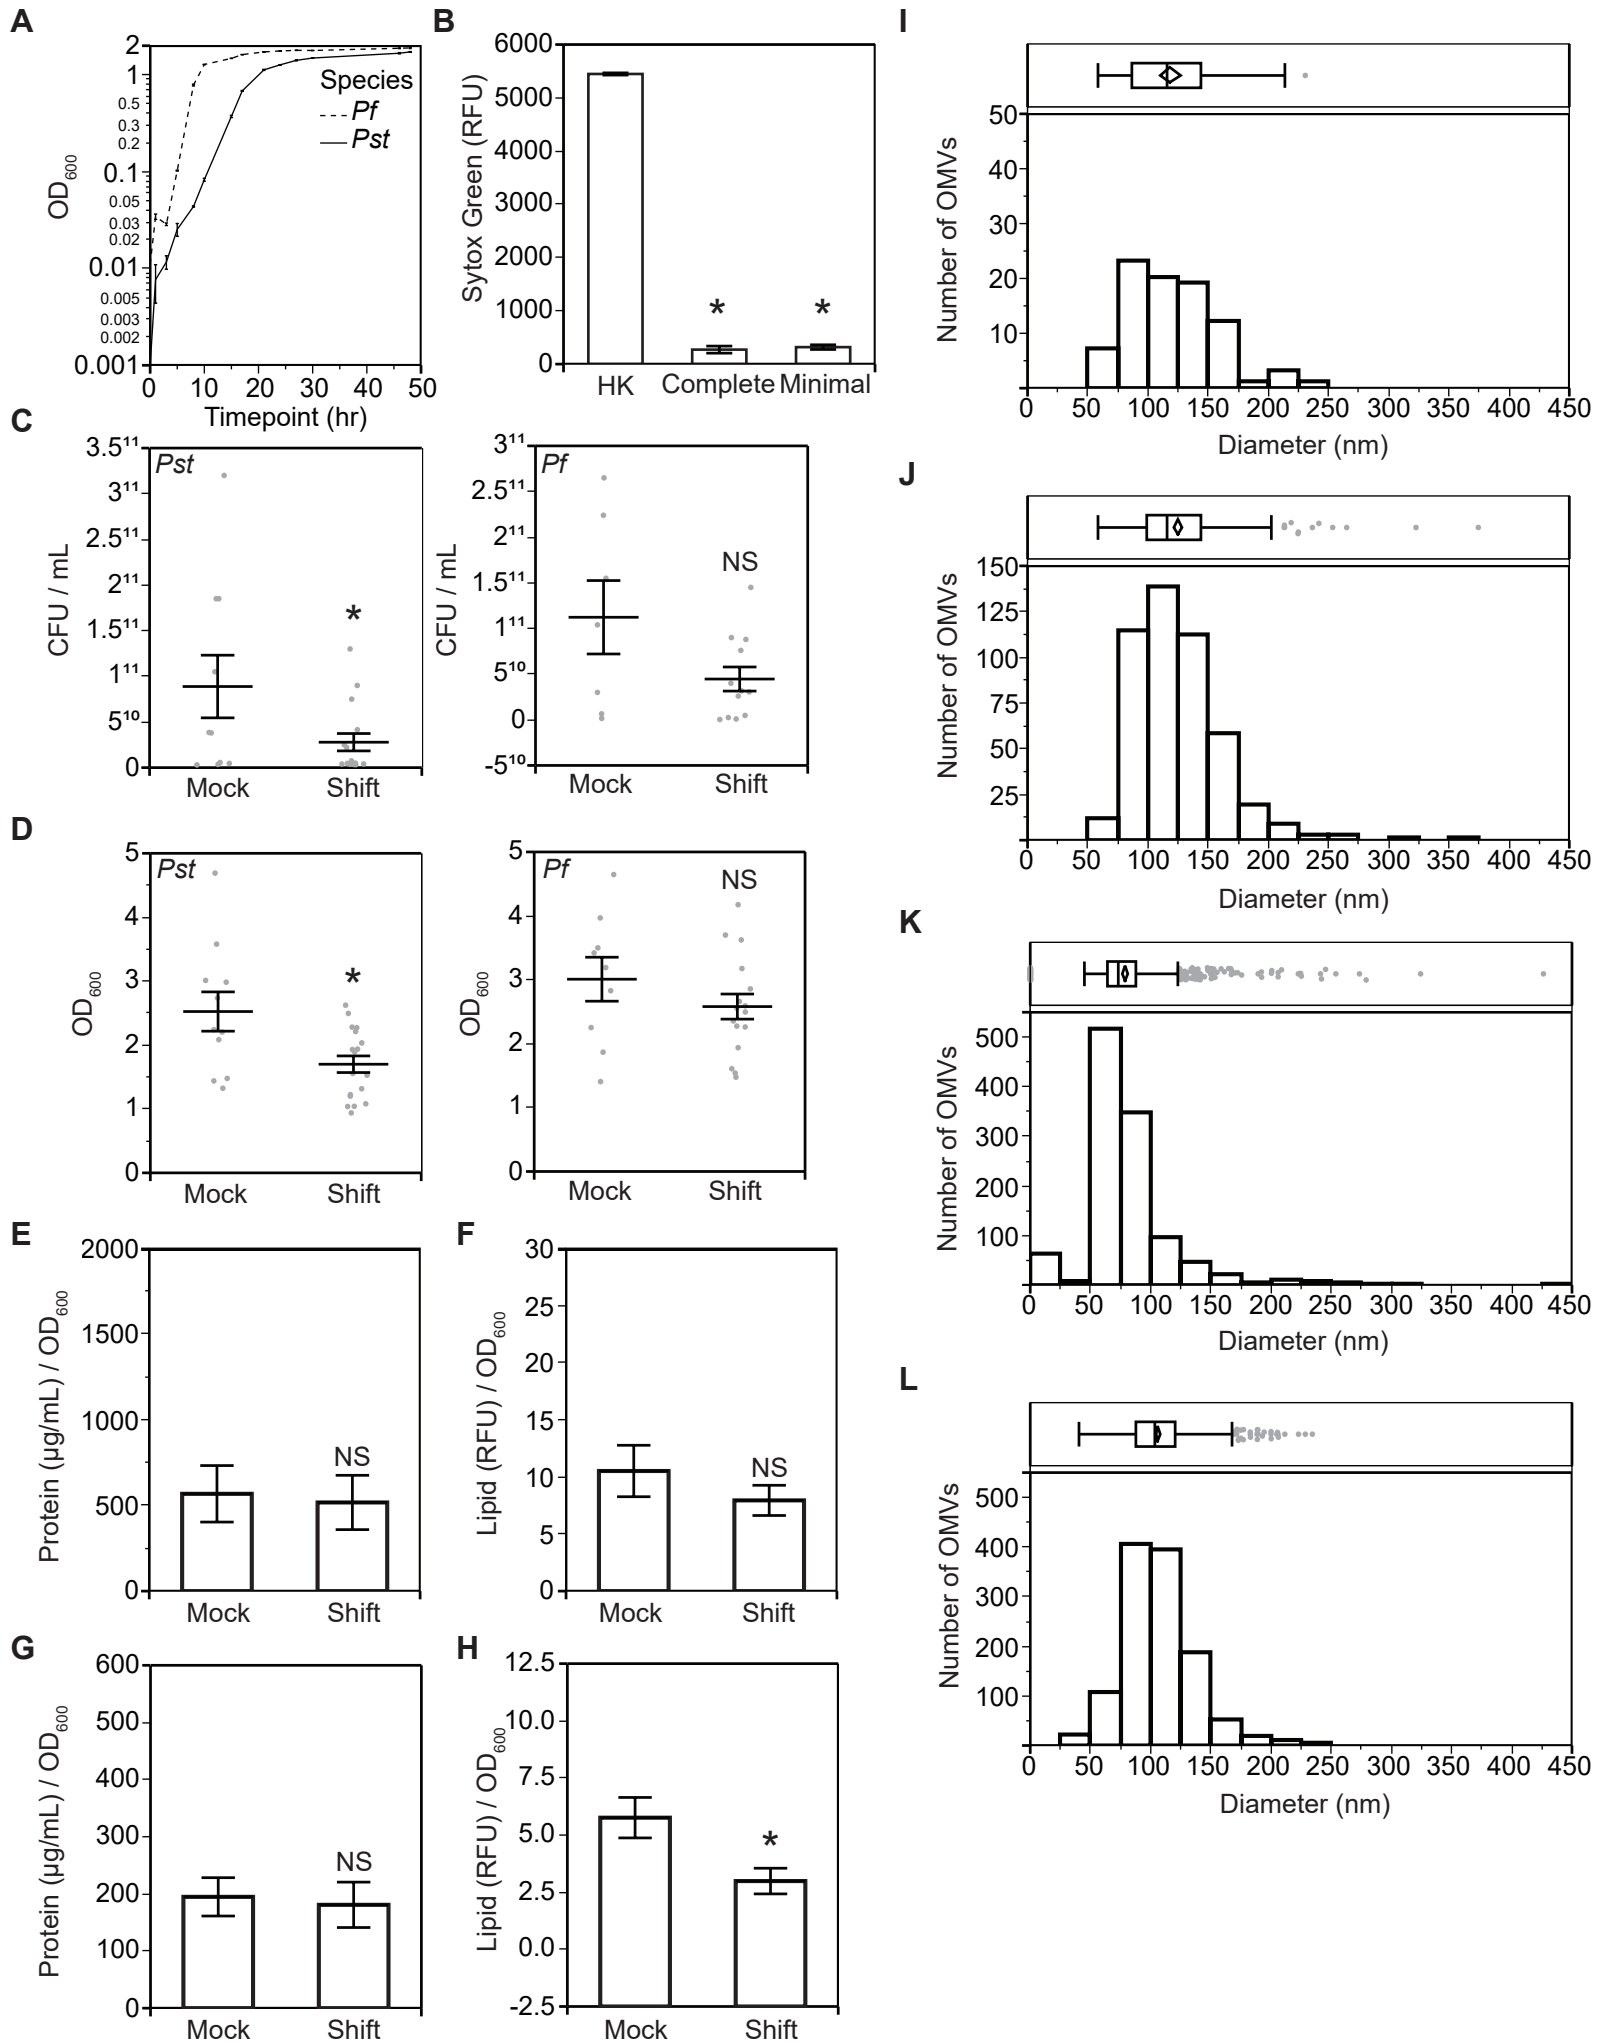 A
OD600
2
1
0.5
0.3
0.2
0.1
0.05
0.03
0.02
0.01
0.005
0.003
0.002
0.001
0 10 20 30 40 50
Timepoint (hr)
Species
Pf
Pst
B
Sytox Green (RFU)
6000
5000
4000
3000
2000
1000
0
* *
HK Complete Minimal
C
CFU / mL
3.5¹¹
3¹¹
2.5¹¹
2¹¹
1.5¹¹
1¹¹
5¹⁰
0
Pst
*
Mock Shift
CFU / mL
3¹¹
2.5¹¹
2¹¹
1.5¹¹
1¹¹
5¹⁰
0
-5¹⁰
Pf
NS
Mock Shift
D
OD600
5
4
3
2
1
0
Pst
*
Mock Shift
OD600
5
4
3
2
1
0
Pf
NS
Mock Shift
E
Protein (µg/mL) / OD600
2000
1500
1000
500
0
NS
Mock Shift
F
Lipid (RFU) / OD600
30
25
20
15
10
5
0
NS
Mock Shift
G
Protein (µg/mL) / OD600
600
500
400
300
200
100
0
NS
Mock Shift
H
Lipid (RFU) / OD600
12.5
10.0
7.5
5.0
2.5
0.0
-2.5
*
Mock Shift
I
Number of OMVs
50
40
30
20
10
0 50 100 150 200 250 300 350 400 450
Diameter (nm)
J
Number of OMVs
150
125
100
75
50
25
0 50 100 150 200 250 300 350 400 450
Diameter (nm)
K
Number of OMVs
500
400
300
200
100
0 50 100 150 200 250 300 350 400 450
Diameter (nm)
L
Number of OMVs
500
400
300
200
100
0 50 100 150 200 250 300 350 400 450
Diameter (nm)